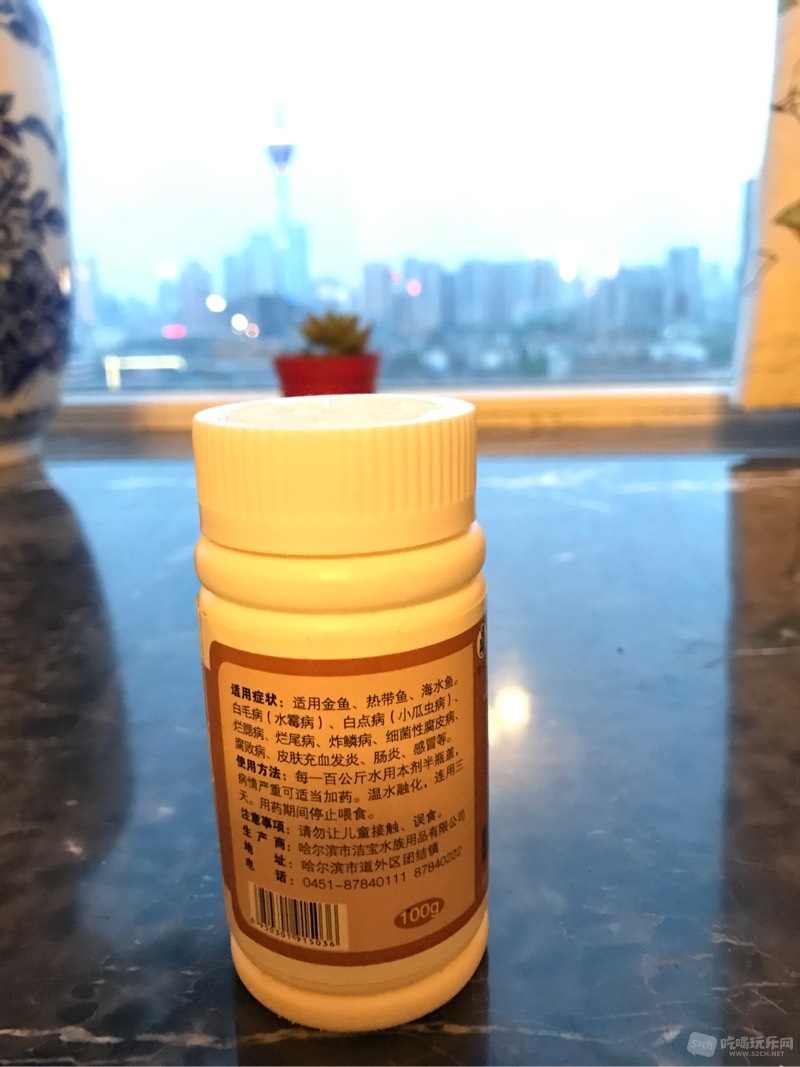 适用症状：适用金鱼、热带鱼、海水鱼。
白毛病（水霉病）、白点病（小瓜虫病）、
烂腮病、烂尾病、炸鳞病、细菌性腐皮病、
腐败病、皮肤充血发炎、肠炎、感冒等。
使用方法：每一百公斤水用本剂半瓶盖，
病情严重可适当加药。温水融化，连用三
天。用药期间停止喂食。
注意事项：请勿让儿童接触、误食。
生产商：哈尔滨市洁宝水族用品有限公司
地址：哈尔滨市道外区团结镇
电话：0451-87840111 87840222
6950301915036
100g
52ch 吃喝玩乐网
WWW.52CH.NET